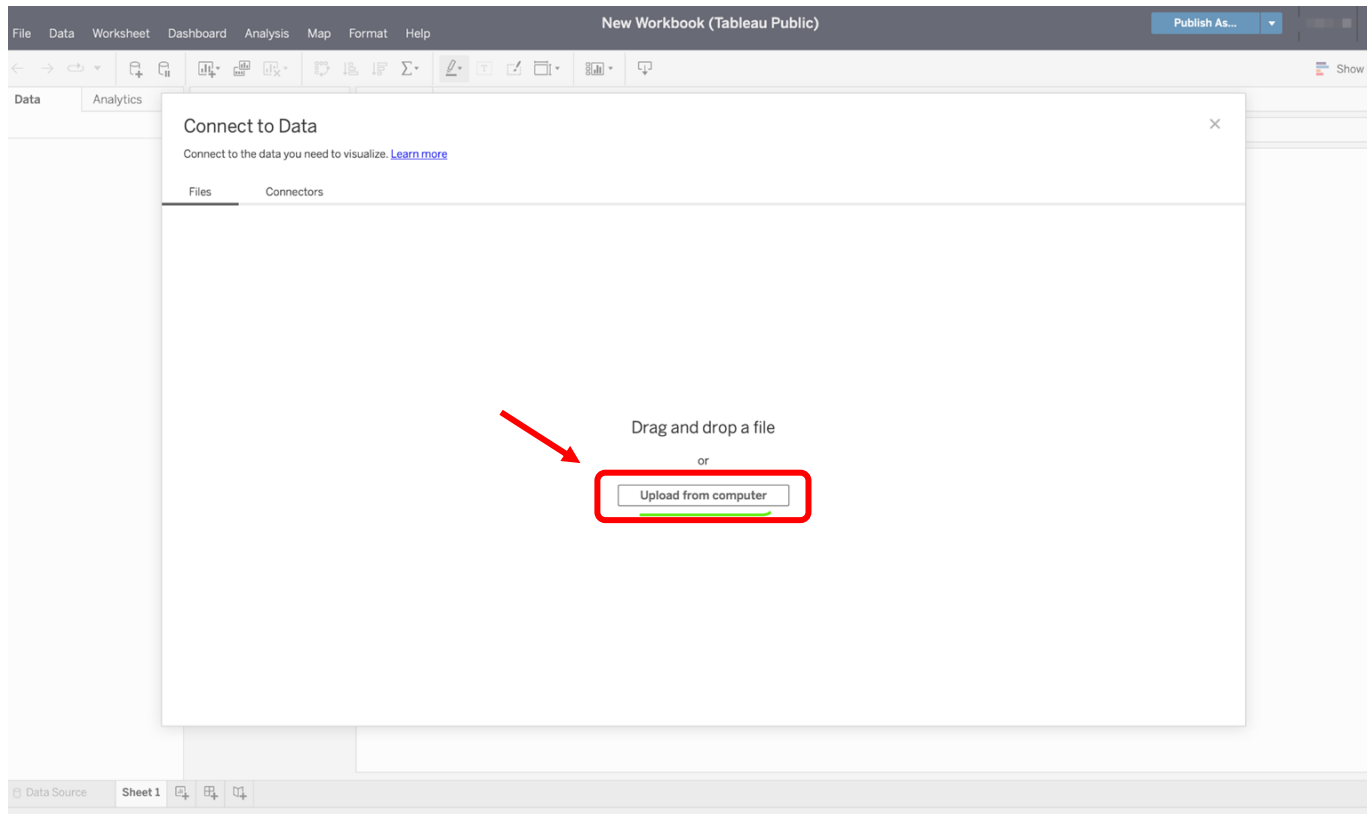 New Workbook (Tableau Public)
Publish As...
File Data Worksheet Dashboard Analysis Map Format Help
Show
Data Analytics
Connect to Data
Connect to the data you need to visualize. Learn more
Files Connectors
Drag and drop a file
or
Upload from computer
Data Source Sheet 1